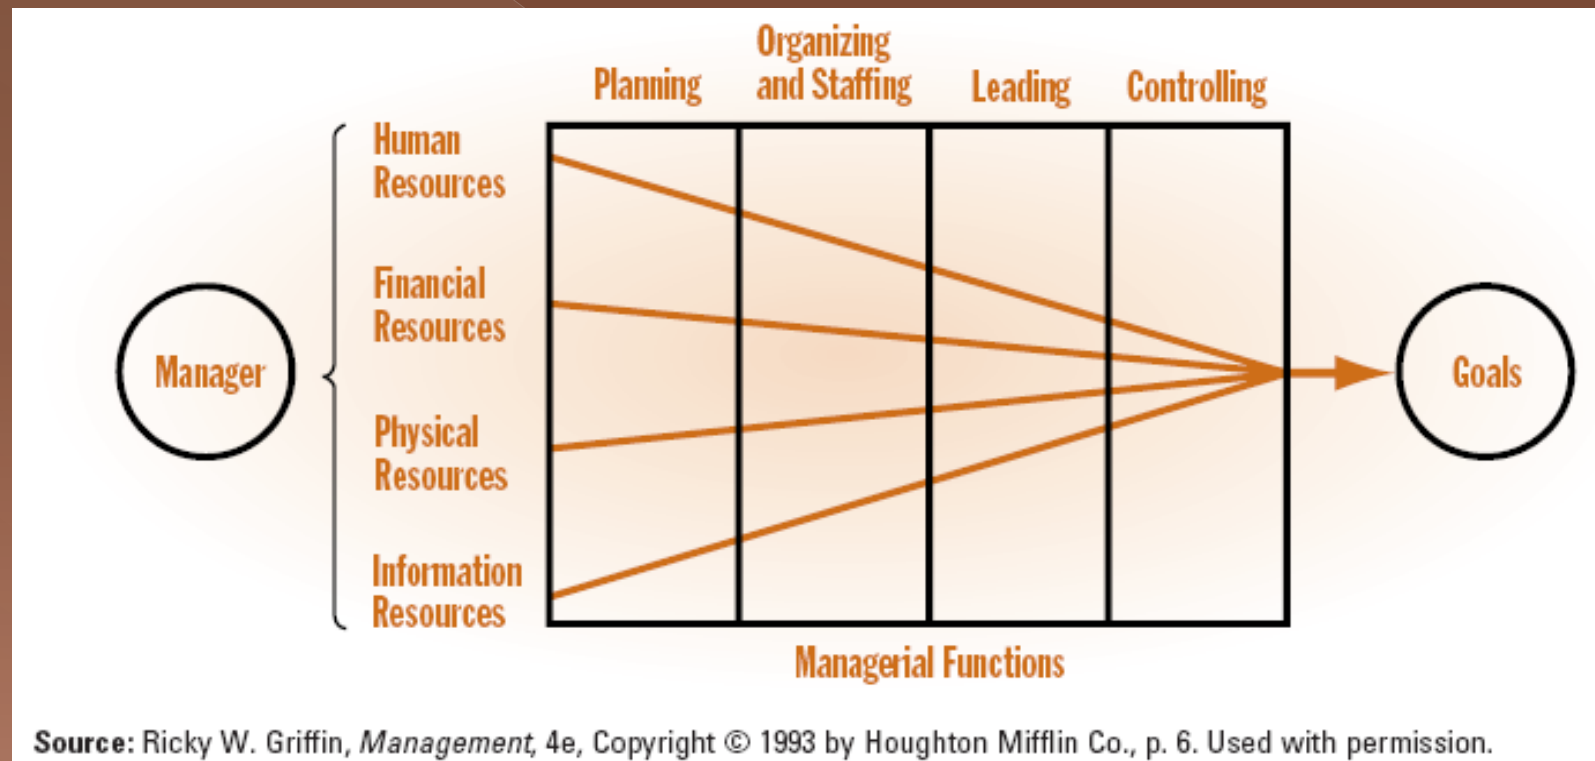 Organizing
Planning and Staffing Leading Controlling
Human
Resources
Financial
Resources
Manager
Goals
Physical
Resources
Information
Resources
Managerial Functions
Source: Ricky W. Griffin, Management, 4e, Copyright © 1993 by Houghton Mifflin Co., p. 6. Used with permission.